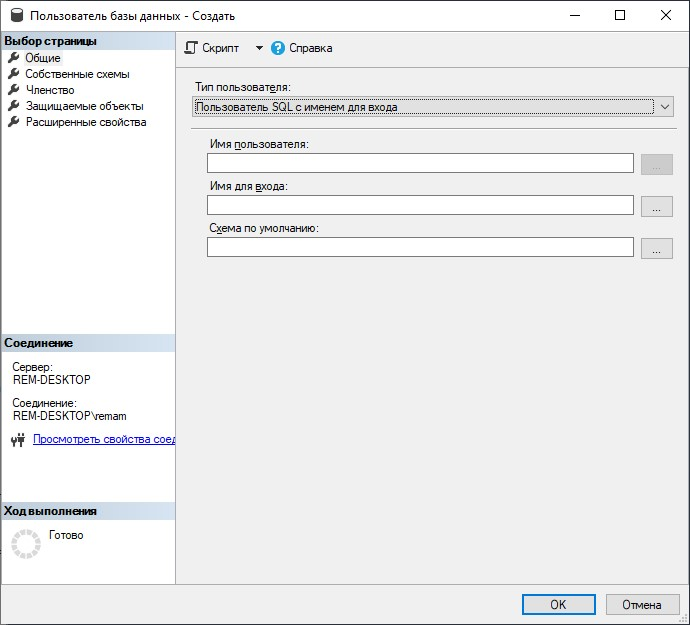 Пользователь базы данных - Создать
Выбор страницы
Общие
Собственные схемы
Членство
Защищаемые объекты
Расширенные свойства
Скрипт
Справка
Тип пользователя:
Пользователь SQL с именем для входа
Имя пользователя:
...
Имя для входа:
...
Схема по умолчанию:
...
Соединение
Сервер:
REM-DESKTOP
Соединение:
REM-DESKTOP\remam
Просмотреть свойства соед
Ход выполнения
Готово
OK
Отмена